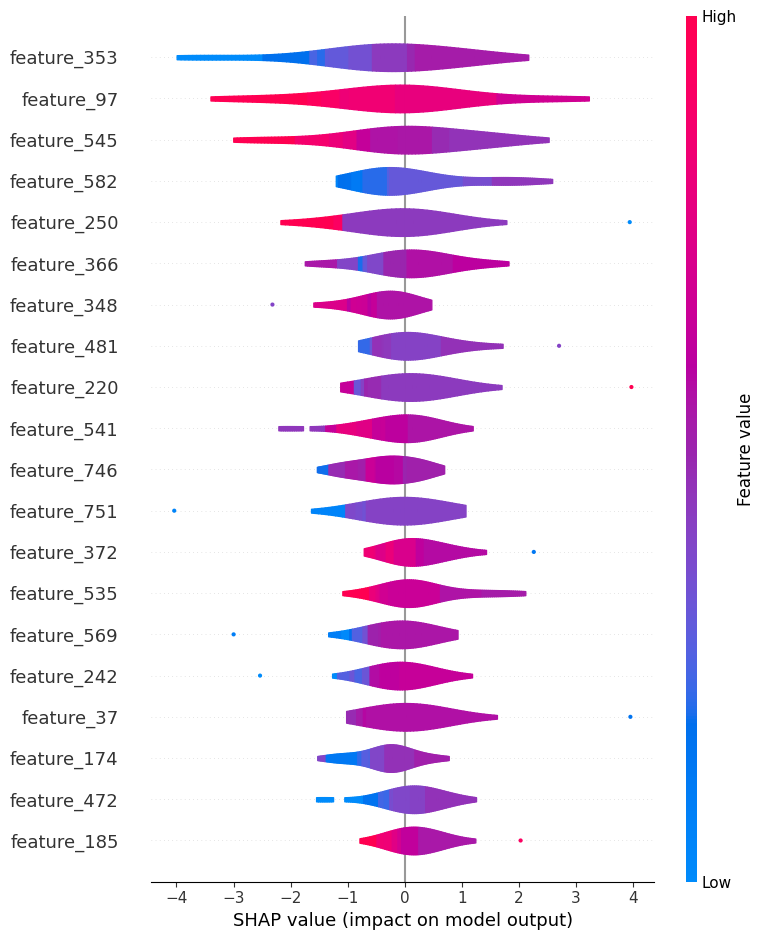 High
feature_353
feature_97
feature_545
feature_582
feature_250
feature_366
feature_348
feature_481
feature_220
feature_541
feature_746
feature_751
feature_372
feature_535
feature_569
feature_242
feature_37
feature_174
feature_472
feature_185
Feature value
Low
−4 −3 −2 −1 0 1 2 3 4
SHAP value (impact on model output)